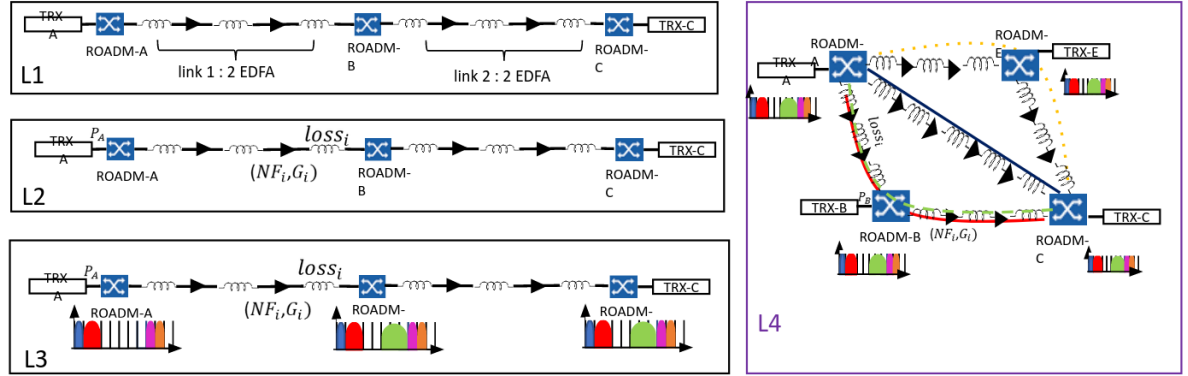 TRX
A
ROADM-A
ROADM-
B
ROADM-
C
TRX-C
link 1 : 2 EDFA
link 2 : 2 EDFA
L1
TRX
A
P_A
ROADM-A
loss_i
(NF_i,G_i)
ROADM-
B
ROADM-
C
TRX-C
L2
TRX
A
P_A
ROADM-A
loss_i
(NF_i,G_i)
ROADM-
ROADM-
TRX-C
L3
ROADM-
A
TRX
A
ROADM-
E
TRX-E
loss_i
TRX-B
P_B
ROADM-B
(NF_i,G_i)
ROADM-
C
TRX-C
L4